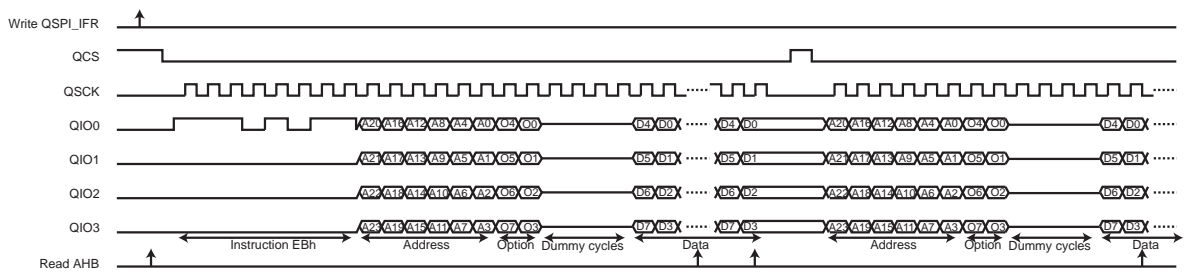 Write QSPI_IFR
QCS
QSCK
QIO0 A20 A16 A12 A8 A4 A0 O4 O0 D4 D0 D4 D0 A20 A16 A12 A8 A4 A0 O4 O0 D4 D0
QIO1 A21 A17 A13 A9 A5 A1 O5 O1 D5 D1 D5 D1 A21 A17 A13 A9 A5 A1 O5 O1 D5 D1
QIO2 A22 A18 A14 A10 A6 A2 O6 O2 D6 D2 D6 D2 A22 A18 A14 A10 A6 A2 O6 O2 D6 D2
QIO3 A23 A19 A15 A11 A7 A3 O7 O3 D7 D3 D7 D3 A23 A19 A15 A11 A7 A3 O7 O3 D7 D3
Instruction EBh Address Option Dummy cycles Data Address Option Dummy cycles Data
Read AHB